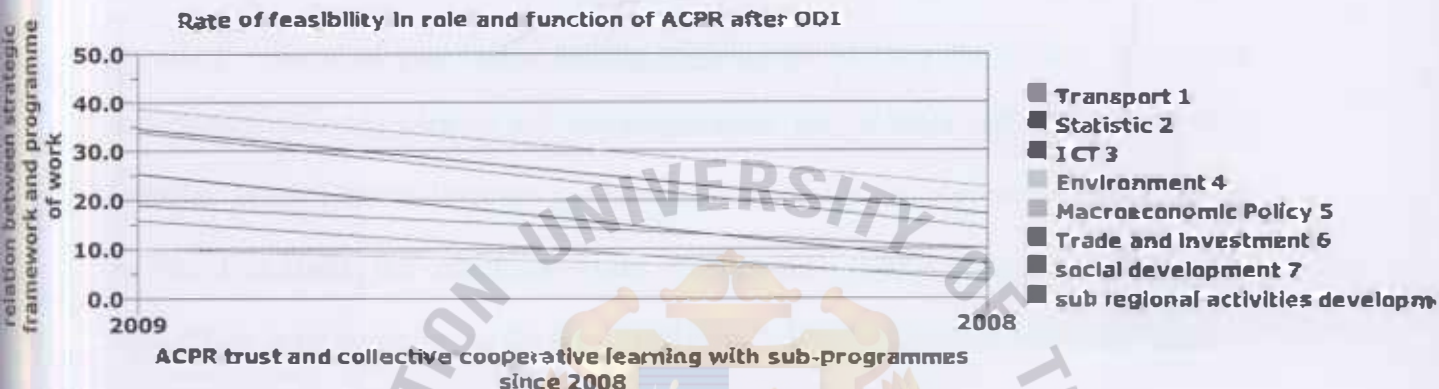 Rate of feasibility in role and function of ACPR after ODI
relation between strategic
framework and programme
of work
50.0
40.0
30.0
20.0
10.0
0.0
2009
2008
ACPR trust and collective cooperative learning with sub-programmes
since 2008
Transport 1
Statistic 2
ICT 3
Environment 4
Macroeconomic Policy 5
Trade and investment 6
social development 7
sub regional activities developm
UNIVERSITY OF